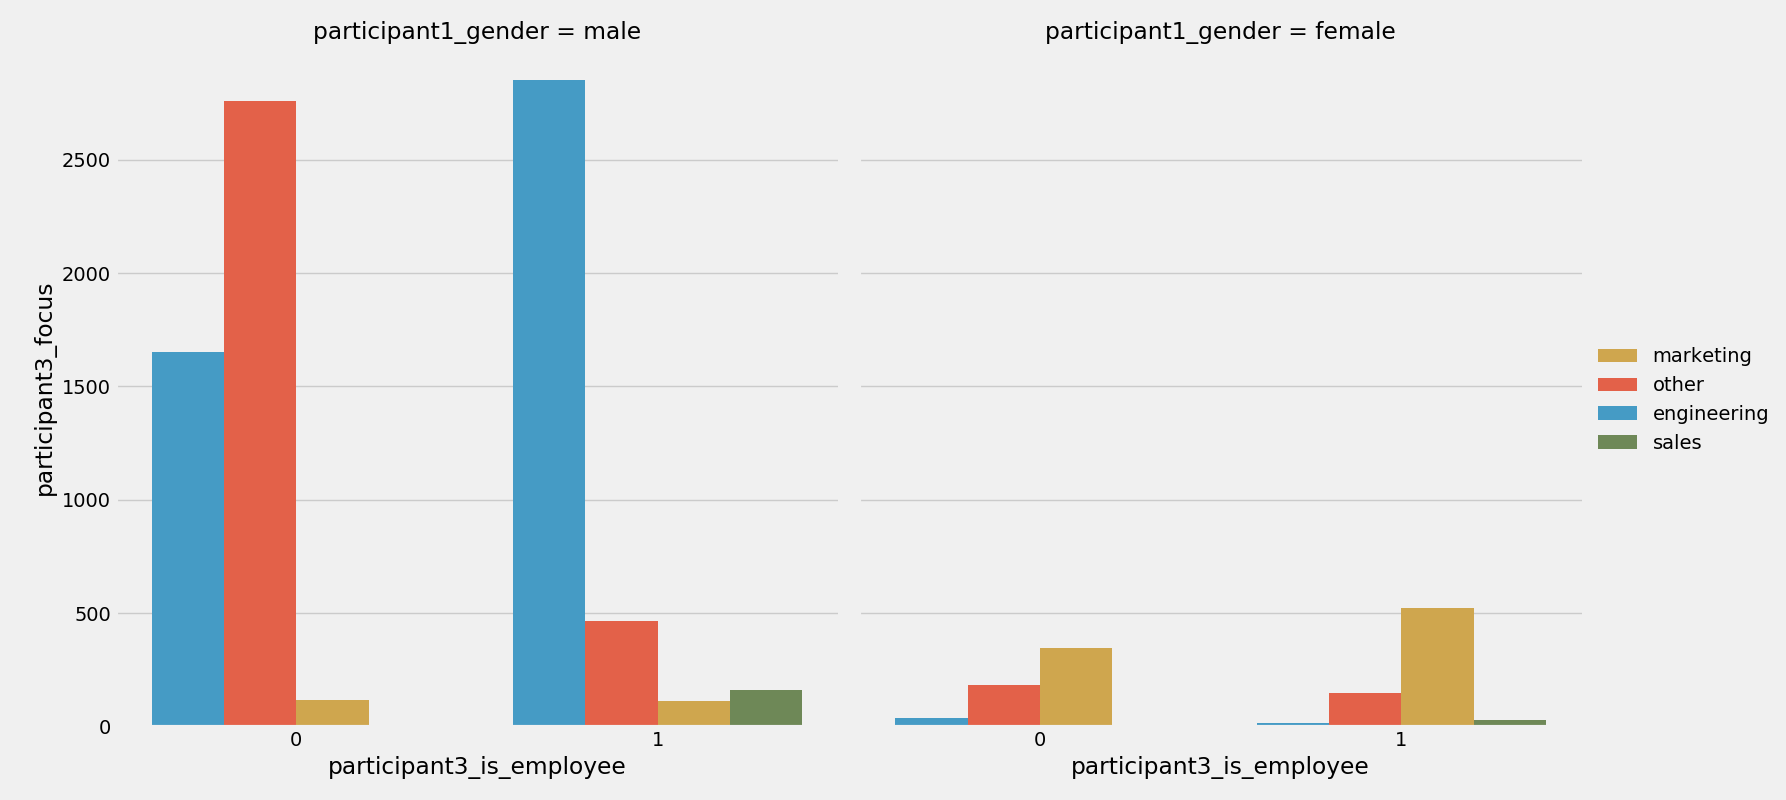 participant1_gender = male
participant1_gender = female
participant3_focus
2500
2000
1500
1000
500
0
0
1
0
1
participant3_is_employee
participant3_is_employee
marketing
other
engineering
sales